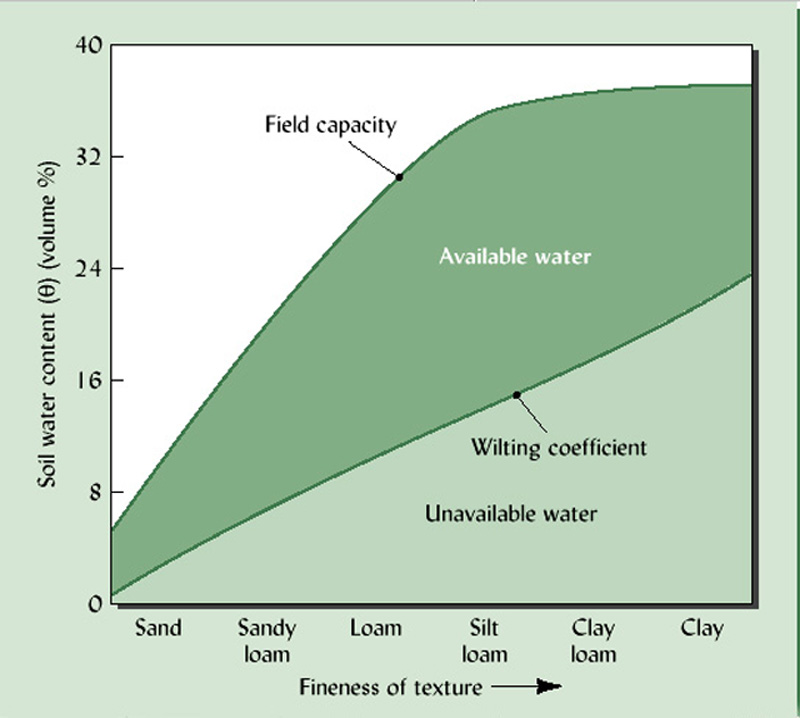 40
Field capacity
32
Soil water content (θ) (volume %)
Available water
24
16
Wilting coefficient
8
Unavailable water
0
Sand
Sandy
loam
Loam
Silt
loam
Clay
loam
Clay
Fineness of texture